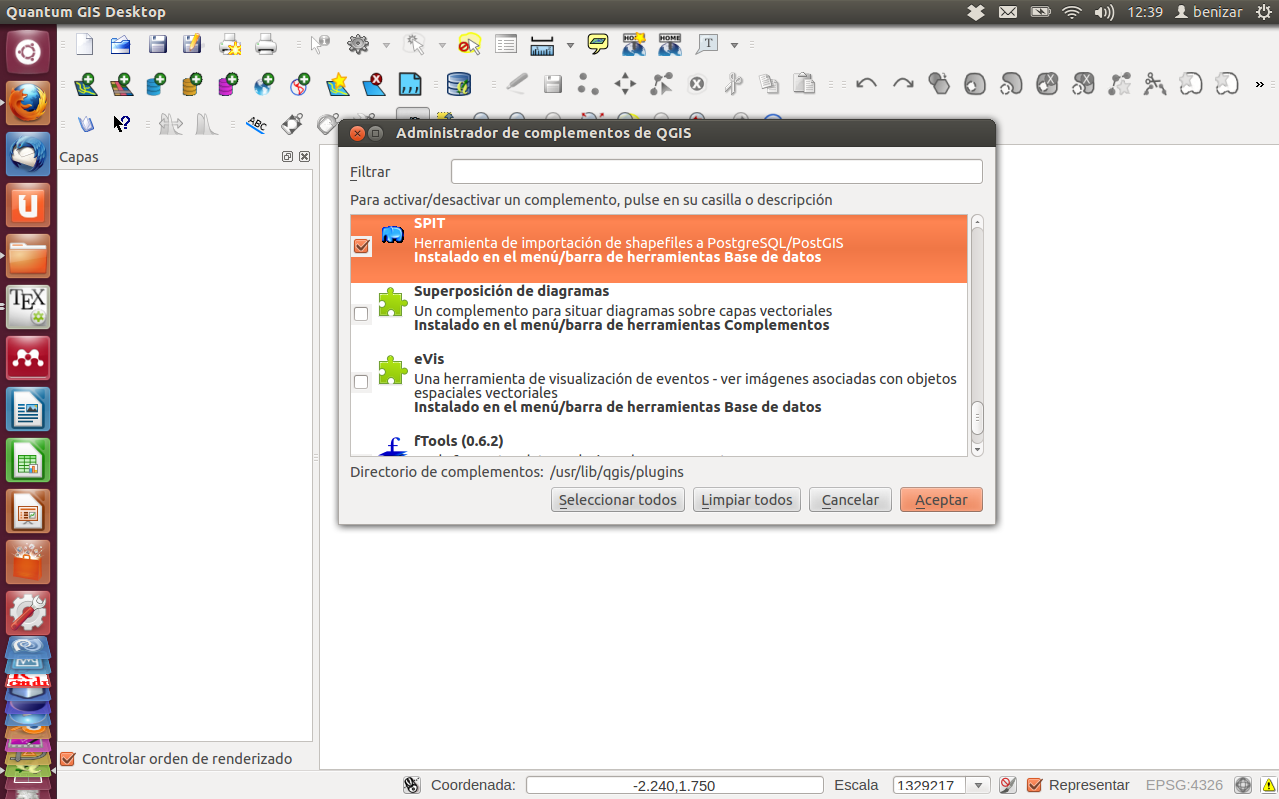 Quantum GIS Desktop
12:39
benizar
HOME
HOME
T
ABC
Capas
Administrador de complementos de QGIS
Filtrar
Para activar/desactivar un complemento, pulse en su casilla o descripción
SPIT
Herramienta de importación de shapefiles a PostgreSQL/PostGIS
Instalado en el menú/barra de herramientas Base de datos
Superposición de diagramas
Un complemento para situar diagramas sobre capas vectoriales
Instalado en el menú/barra de herramientas Complementos
eVis
Una herramienta de visualización de eventos - ver imágenes asociadas con objetos
espaciales vectoriales
Instalado en el menú/barra de herramientas Base de datos
fTools (0.6.2)
Directorio de complementos: /usr/lib/qgis/plugins
Seleccionar todos
Limpiar todos
Cancelar
Aceptar
TEX
Controlar orden de renderizado
Coordenada:
-2.240,1.750
Escala
1329217
Representar
EPSG:4326